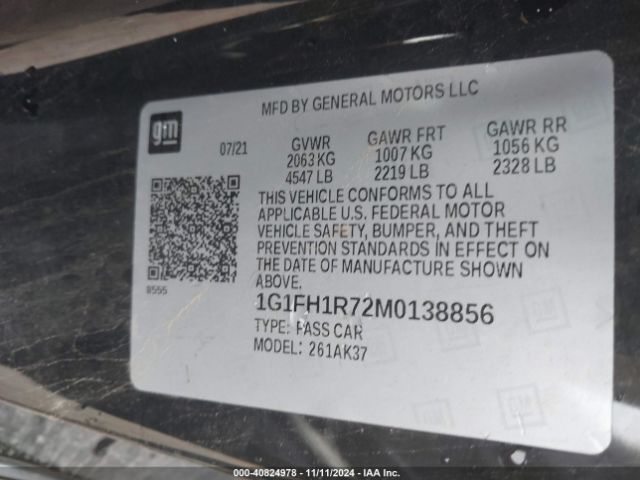 MFD BY GENERAL MOTORS LLC
gm
07/21
GVWR GAWR FRT GAWR RR
2063 KG 1007 KG 1056 KG
4547 LB 2219 LB 2328 LB
THIS VEHICLE CONFORMS TO ALL
APPLICABLE U.S. FEDERAL MOTOR
VEHICLE SAFETY, BUMPER, AND THEFT
PREVENTION STANDARDS IN EFFECT ON
THE DATE OF MANUFACTURE SHOWN
ABOVE.
8555
1G1FH1R72M0138856
TYPE: PASS CAR
MODEL: 261AK37
000-40824978 - 11/11/2024 - IAA Inc.